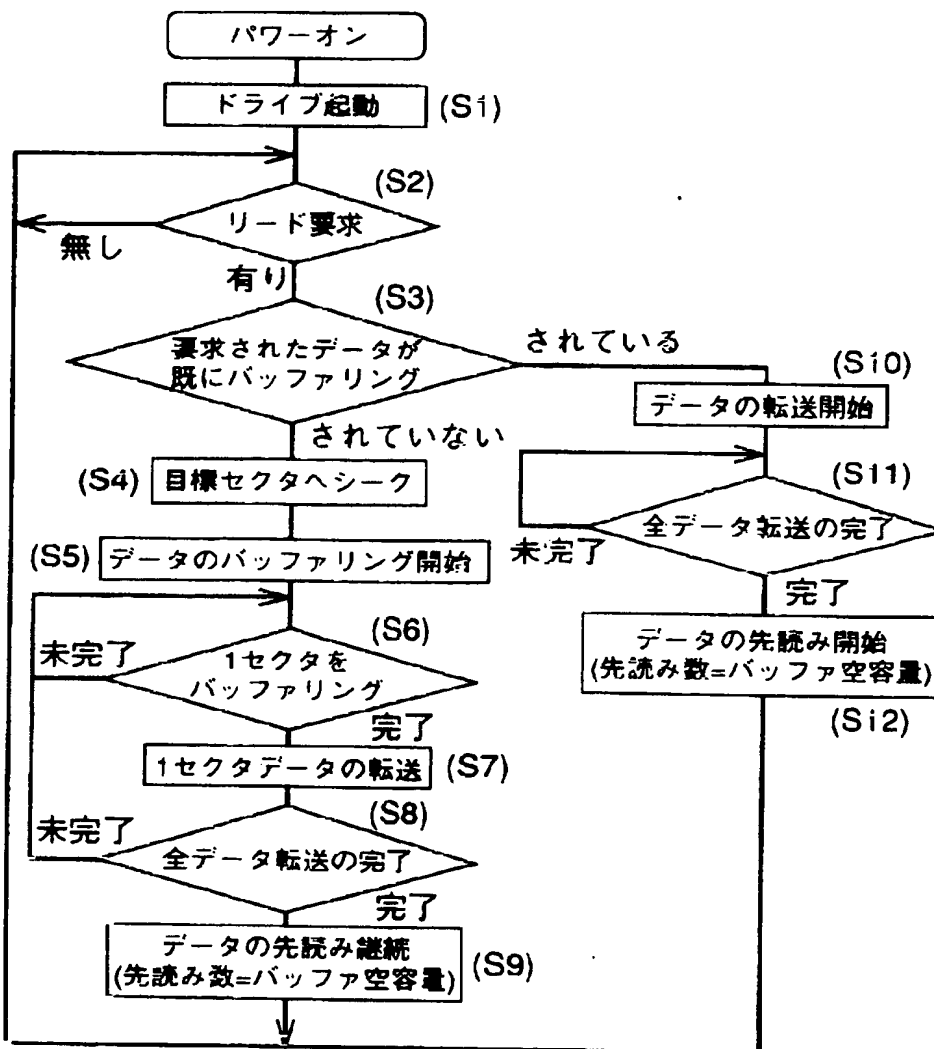 パワーオン
ドライブ起動
(Si)
(S2)
リード要求
無し
有り
(S3)
要求されたデータが
既にバッファリング
されている
されていない
(S4)
目標セクタへシーク
(S5)
データのバッファリング開始
(S6)
1セクタを
バッファリング
未完了
完了
1セクタデータの転送
(S7)
(S8)
全データ転送の完了
未完了
完了
データの先読み継続
(先読み数=バッファ空容量)
(S9)
(Si0)
データの転送開始
(Si1)
全データ転送の完了
未完了
完了
データの先読み開始
(先読み数=バッファ空容量)
(Si2)